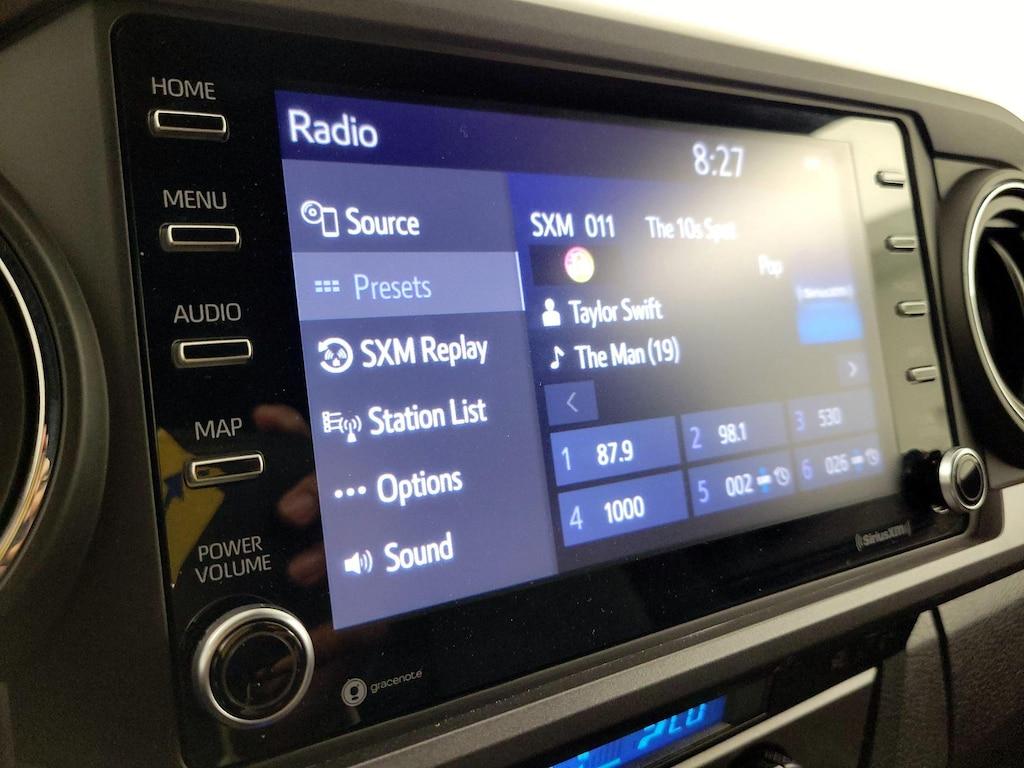 HOME
MENU
AUDIO
MAP
POWER
VOLUME
Radio
8:27
Source
Presets
SXM Replay
Station List
Options
Sound
SXM 011 The 10s Spot
Pop
SiriusXM
Taylor Swift
The Man (19)
1 87.9
2 98.1
3 530
4 1000
5 002
6 026
gracenote
SiriusXM